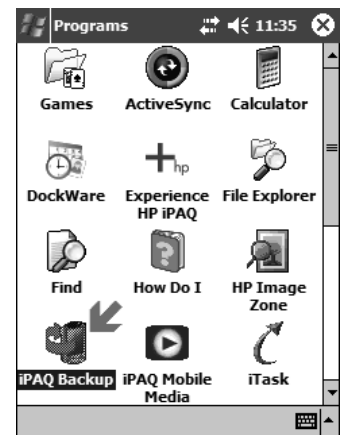 Programs 11:35
Games ActiveSync Calculator
DockWare Experience HP iPAQ File Explorer
hp
Find How Do I HP Image Zone
iPAQ Backup iPAQ Mobile Media iTask